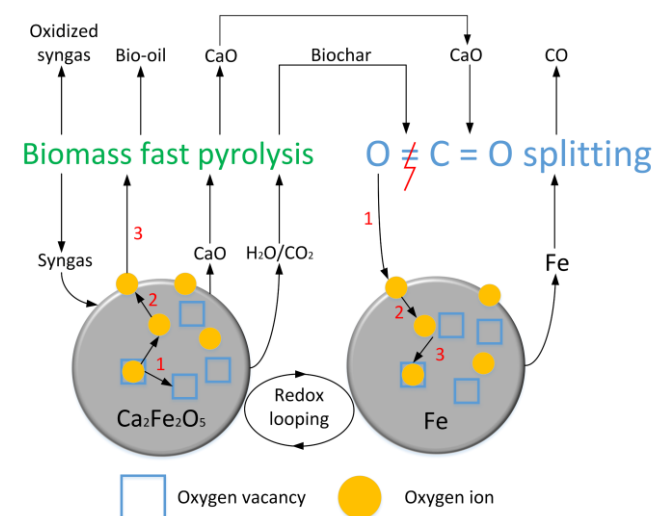 Oxidized
syngas
Bio-oil
CaO
Biochar
CaO
CO
Biomass fast pyrolysis
O = C = O splitting
3
1
Syngas
CaO
H₂O/CO₂
Fe
2
2
1
3
Ca₂Fe₂O₅
Redox
looping
Fe
Oxygen vacancy
Oxygen ion